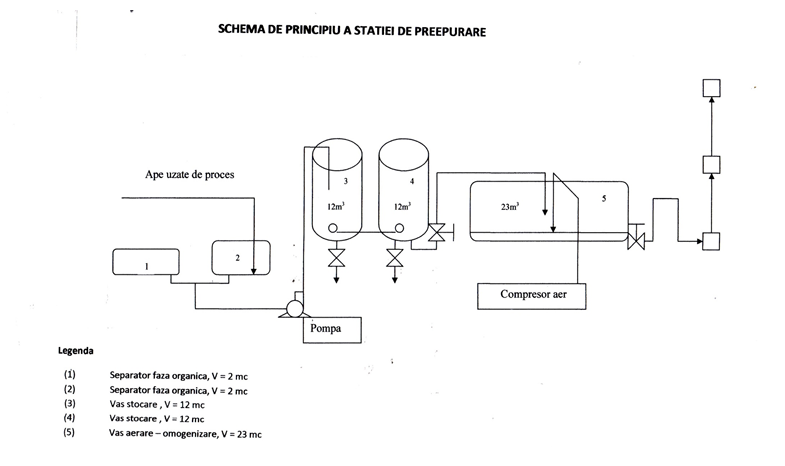 SCHEMA DE PRINCIPIU A STATIEI DE PREEPURARE
Ape uzate de proces
1
2
3
12m³
4
12m³
23m³
5
Compresor aer
Pompa
Legenda
(1) Separator faza organica, V = 2 mc
(2) Separator faza organica, V = 2 mc
(3) Vas stocare , V = 12 mc
(4) Vas stocare , V = 12 mc
(5) Vas aerare – omogenizare, V = 23 mc